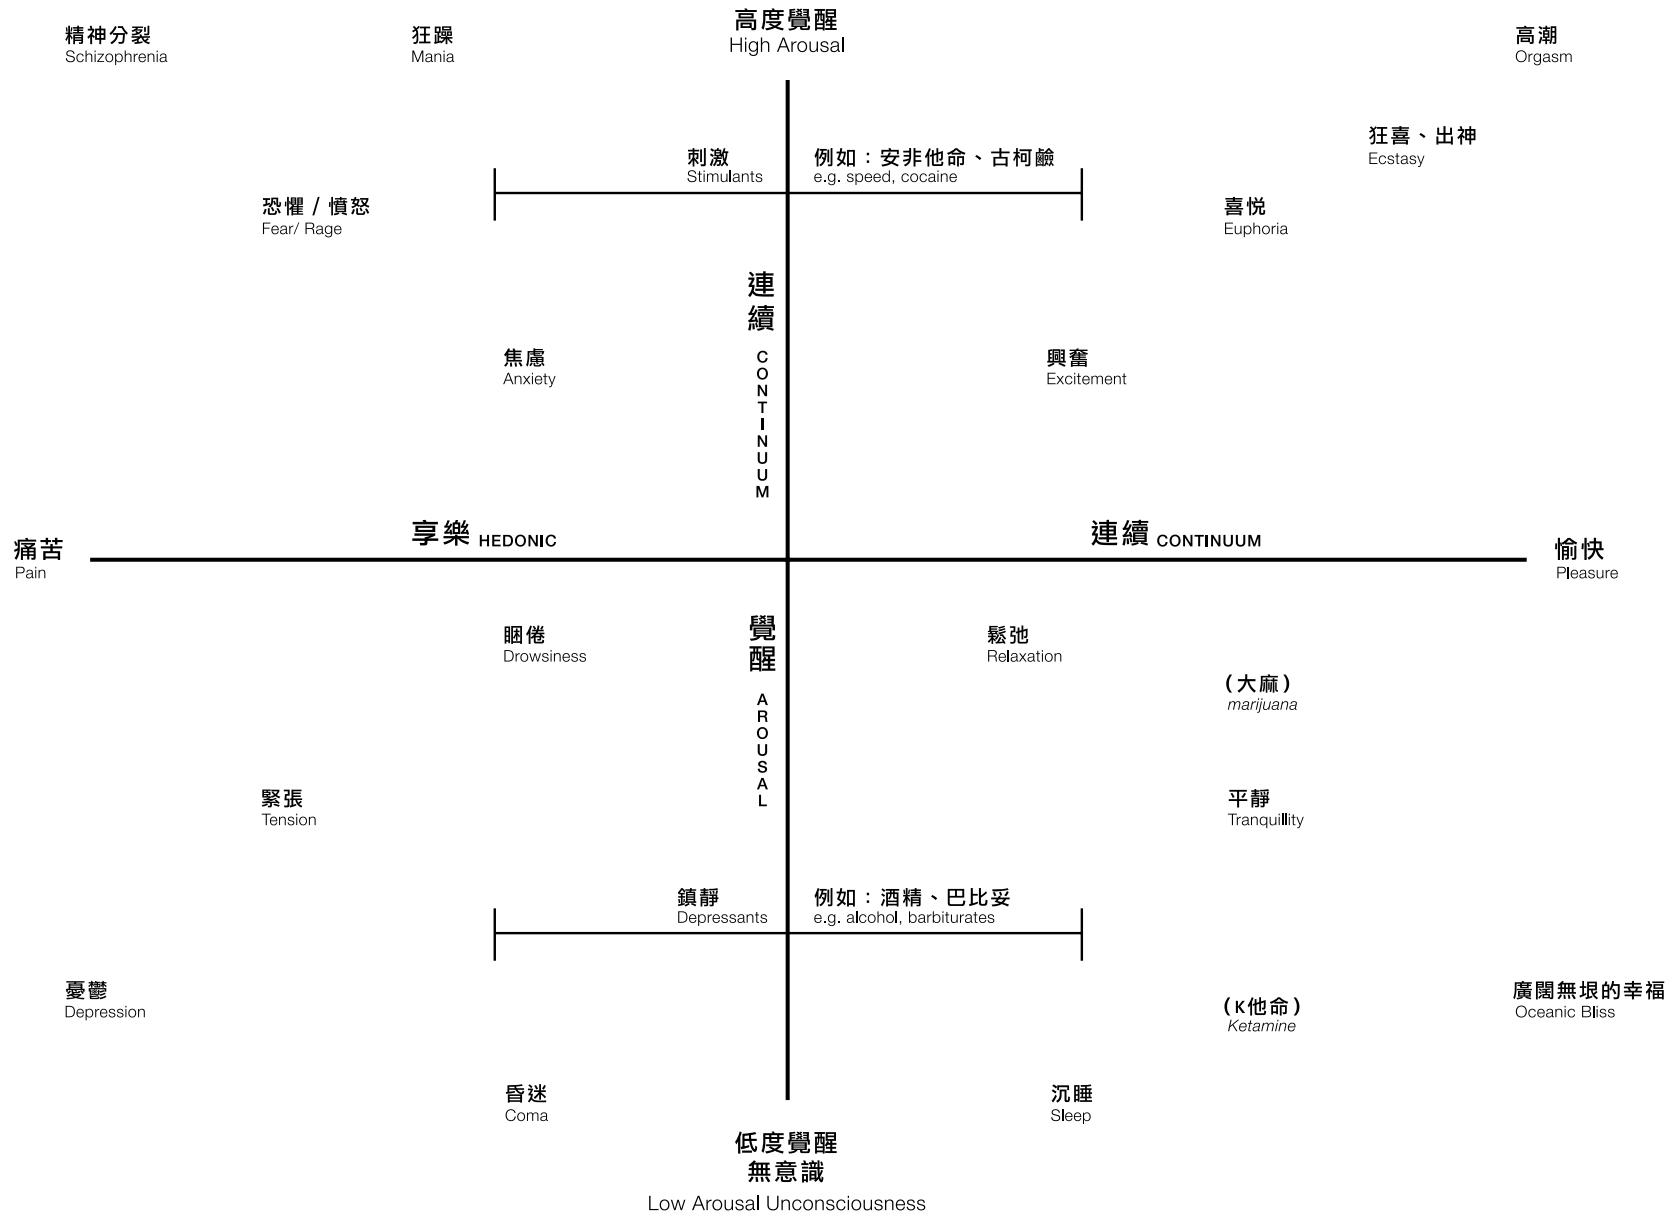 高度覺醒
High Arousal
精神分裂
Schizophrenia
狂躁
Mania
高潮
Orgasm
狂喜、出神
Ecstasy
刺激
Stimulants
例如：安非他命、古柯鹼
e.g. speed, cocaine
恐懼 / 憤怒
Fear/ Rage
喜悅
Euphoria
連續
CONTINUUM
焦慮
Anxiety
興奮
Excitement
享樂 HEDONIC
連續 CONTINUUM
痛苦
Pain
愉快
Pleasure
覺醒
AROUSAL
睏倦
Drowsiness
鬆弛
Relaxation
(大麻)
marijuana
緊張
Tension
平靜
Tranquillity
鎮靜
Depressants
例如：酒精、巴比妥
e.g. alcohol, barbiturates
憂鬱
Depression
(K他命)
Ketamine
廣闊無垠的幸福
Oceanic Bliss
昏迷
Coma
沉睡
Sleep
低度覺醒
無意識
Low Arousal Unconsciousness